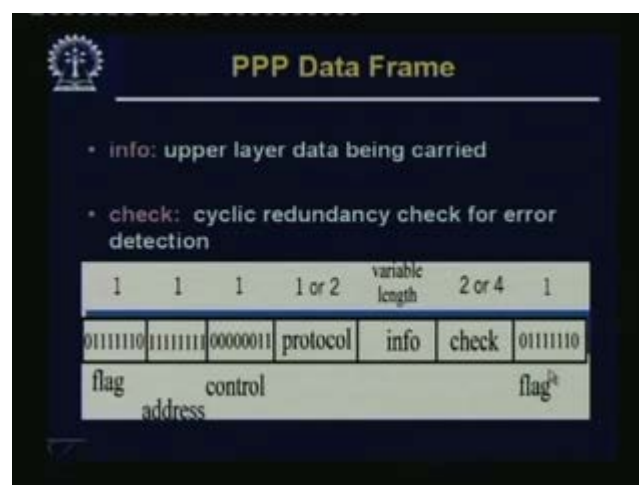 PPP Data Frame
• info: upper layer data being carried
• check: cyclic redundancy check for error
detection
1 1 1 1 or 2 variable length 2 or 4 1
01111110 11111111 00000011 protocol info check 01111110
flag address control flag